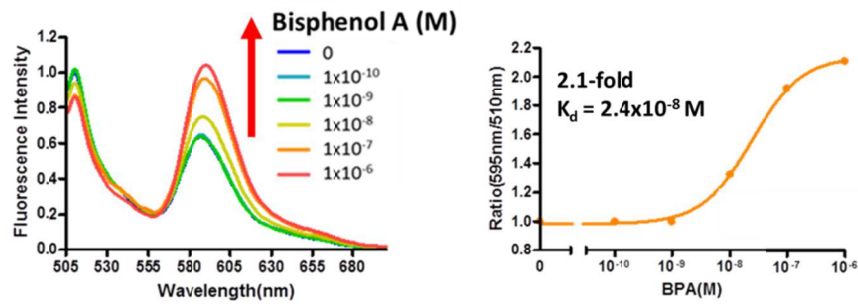 Bisphenol A (M)
0
1x10⁻¹⁰
1x10⁻⁹
1x10⁻⁸
1x10⁻⁷
1x10⁻⁶
Fluorescence Intensity
1.2
1.0
0.8
0.6
0.4
0.2
0.0
505 530 555 580 605 630 655 680
Wavelength(nm)
2.1-fold
K_d = 2.4x10⁻⁸ M
Ratio(595nm/510nm)
2.2
2.0
1.8
1.6
1.4
1.2
1.0
0.8
0 10⁻¹⁰ 10⁻⁹ 10⁻⁸ 10⁻⁷ 10⁻⁶
BPA(M)